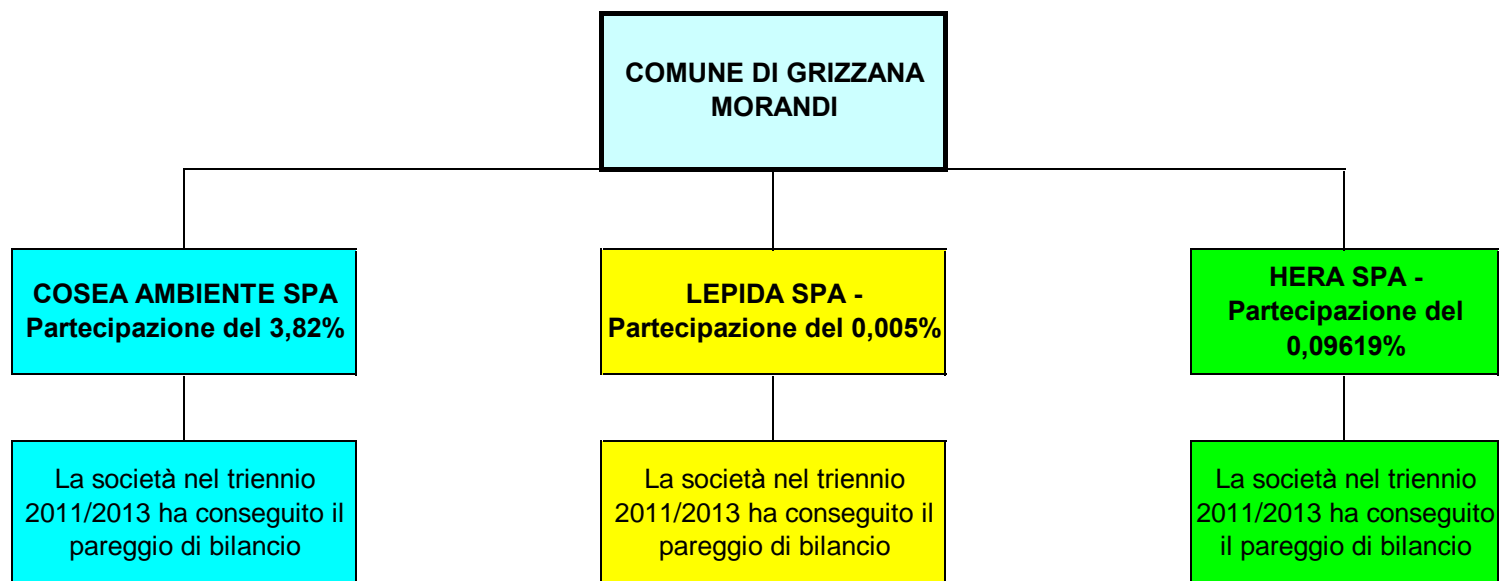 COMUNE DI GRIZZANA
MORANDI
COSEA AMBIENTE SPA
Partecipazione del 3,82%
LEPIDA SPA -
Partecipazione del 0,005%
HERA SPA -
Partecipazione del
0,09619%
La società nel triennio
2011/2013 ha conseguito il
pareggio di bilancio
La società nel triennio
2011/2013 ha conseguito il
pareggio di bilancio
La società nel triennio
2011/2013 ha conseguito
il pareggio di bilancio